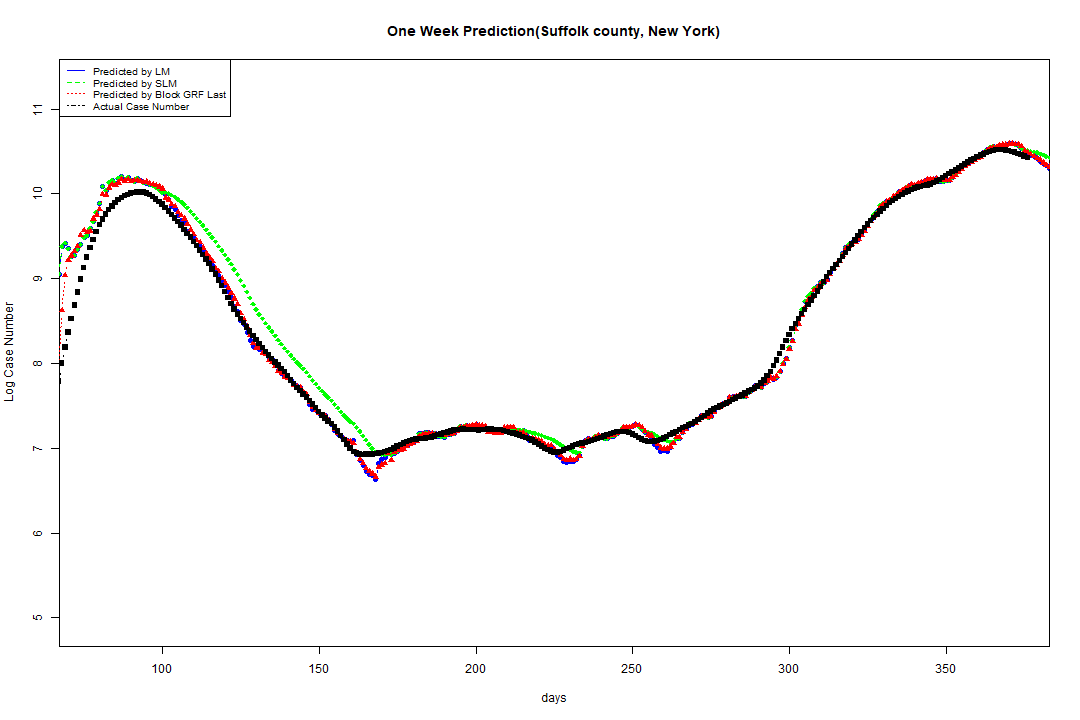 One Week Prediction(Suffolk county, New York)
Predicted by LM
Predicted by SLM
Predicted by Block GRF Last
Actual Case Number
11
10
9
8
7
6
5
Log Case Number
100 150 200 250 300 350
days